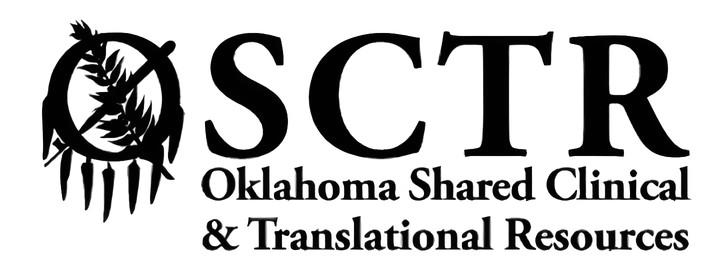 OSCTR
Oklahoma Shared Clinical
& Translational Resources